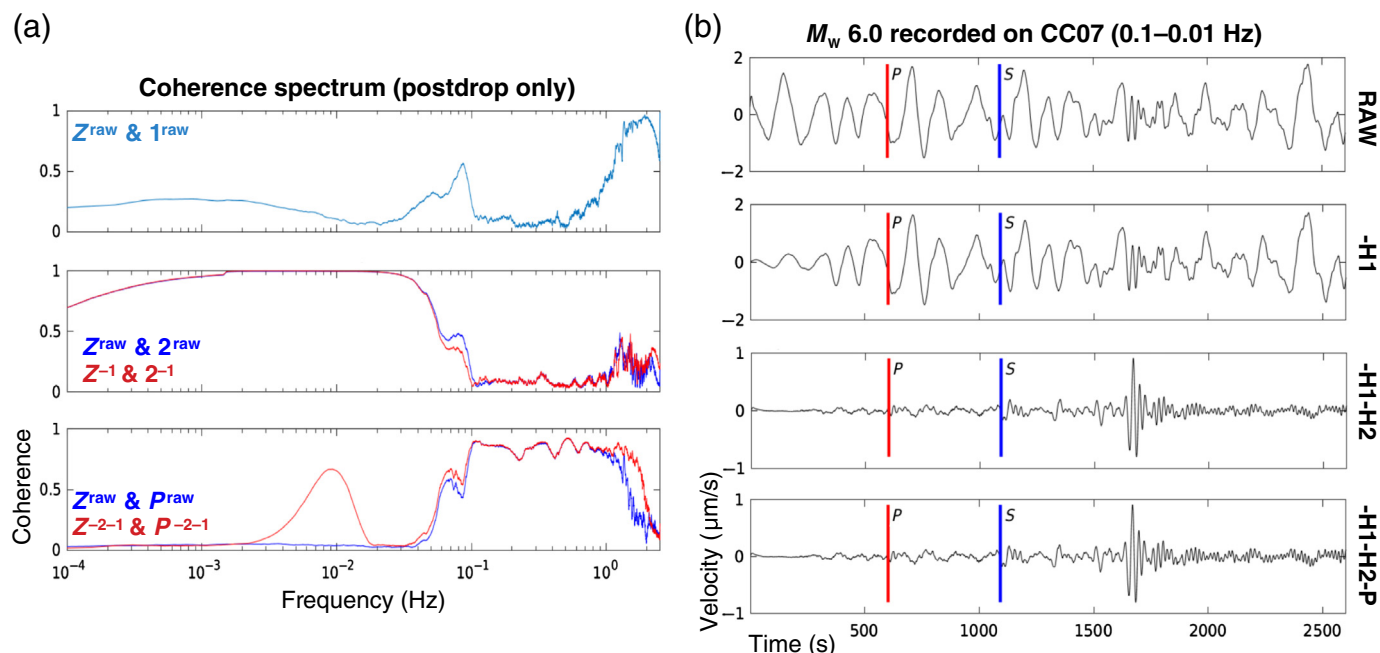 (a)
Coherence spectrum (postdrop only)
1
Zraw & 1raw
0.5
0
1
0.5
Zraw & 2raw
Z–1 & 2–1
0
1
0.5
Zraw & Praw
Z–2–1 & P–2–1
0
Coherence
10−4 10−3 10−2 10−1 100
Frequency (Hz)
(b)
Mw 6.0 recorded on CC07 (0.1–0.01 Hz)
2
P S
0
−2
RAW
2
P S
0
−2
-H1
1
P S
0
−1
-H1-H2
1
P S
0
−1
-H1-H2-P
Velocity (µm/s)
500 1000 1500 2000 2500
Time (s)